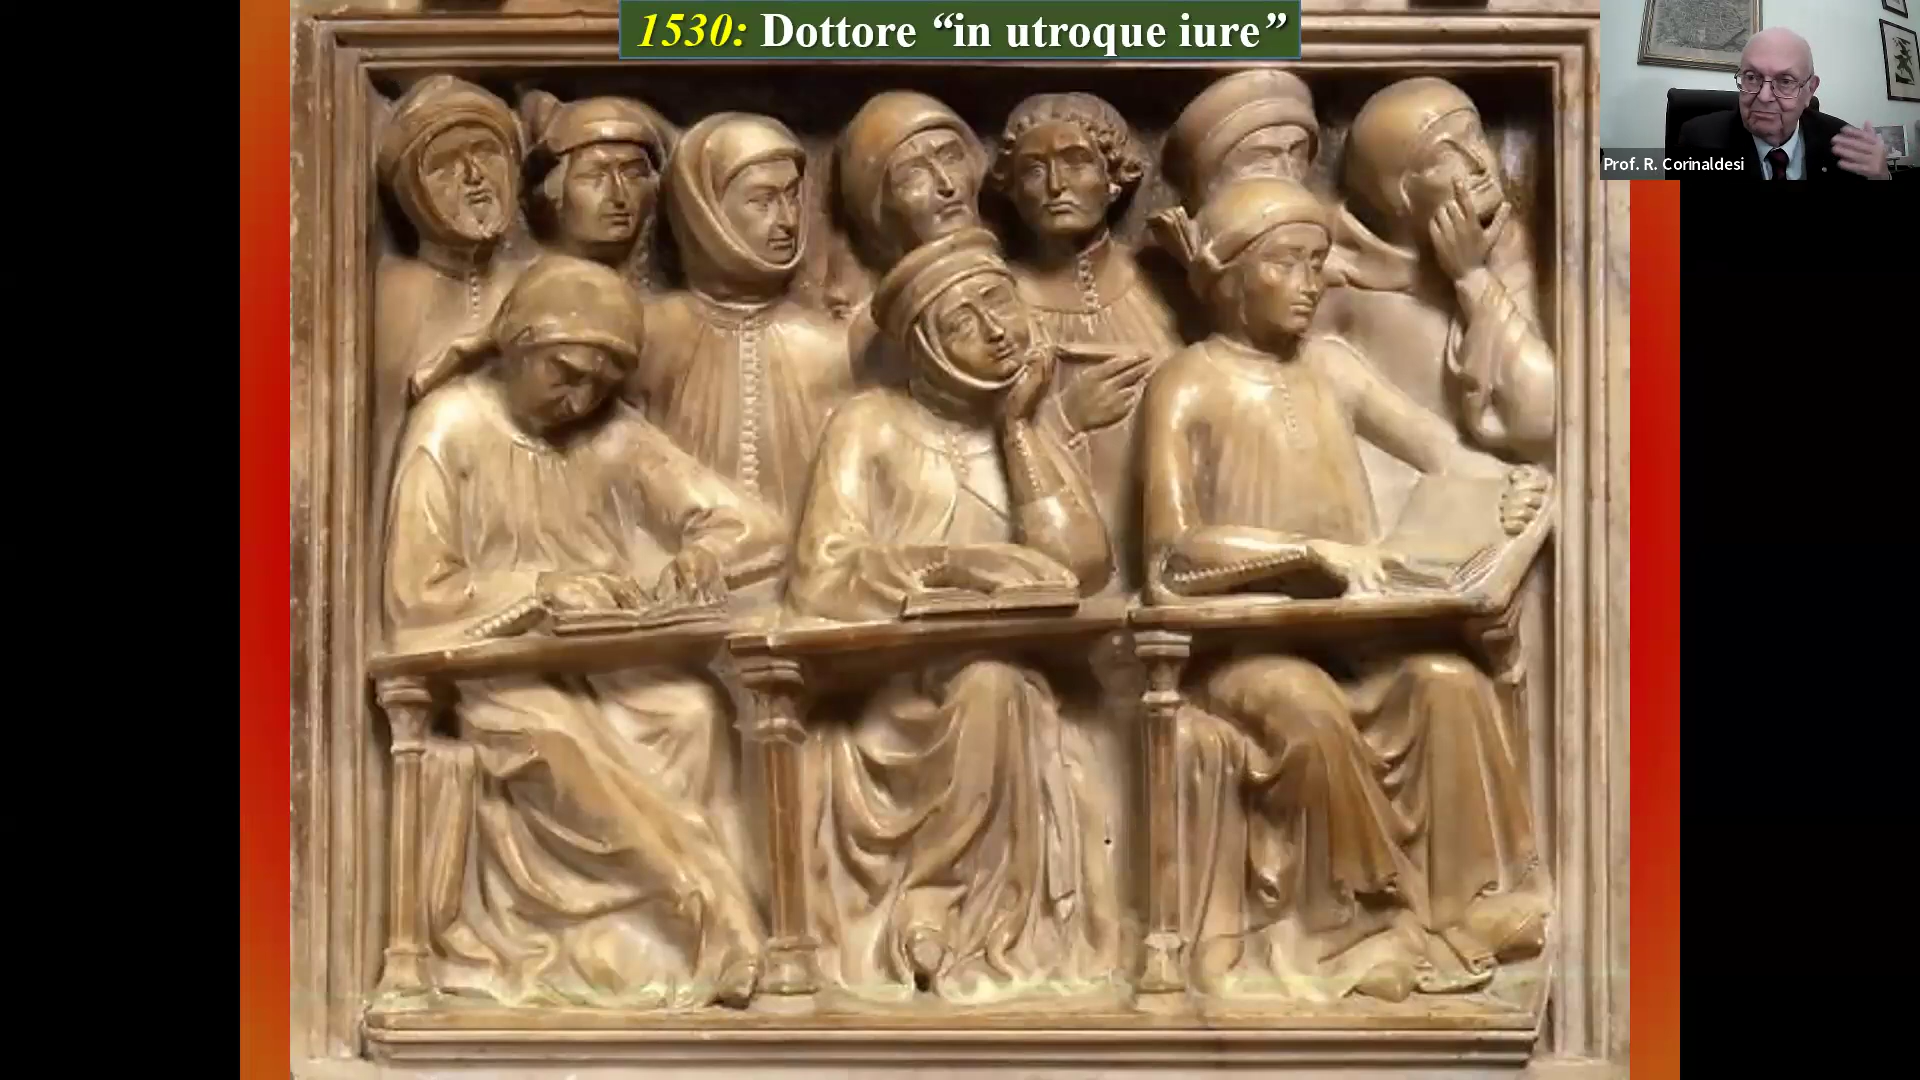 1530: Dottore “in utroque iure”
Prof. R. Corinaldesi